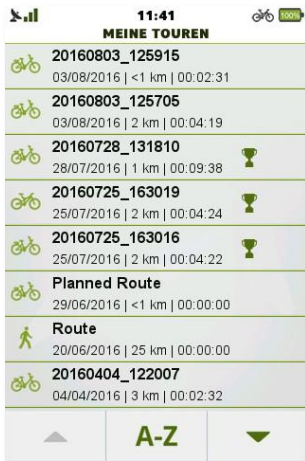 11:41
100%
MEINE TOUREN
20160803_125915
03/08/2016 | <1 km | 00:02:31
20160803_125705
03/08/2016 | 2 km | 00:04:19
20160728_131810
28/07/2016 | 1 km | 00:09:38
20160725_163019
25/07/2016 | 2 km | 00:04:24
20160725_163016
25/07/2016 | 2 km | 00:04:22
Planned Route
29/06/2016 | <1 km | 00:00:00
Route
20/06/2016 | 25 km | 00:00:00
20160404_122007
04/04/2016 | 3 km | 00:02:32
A-Z